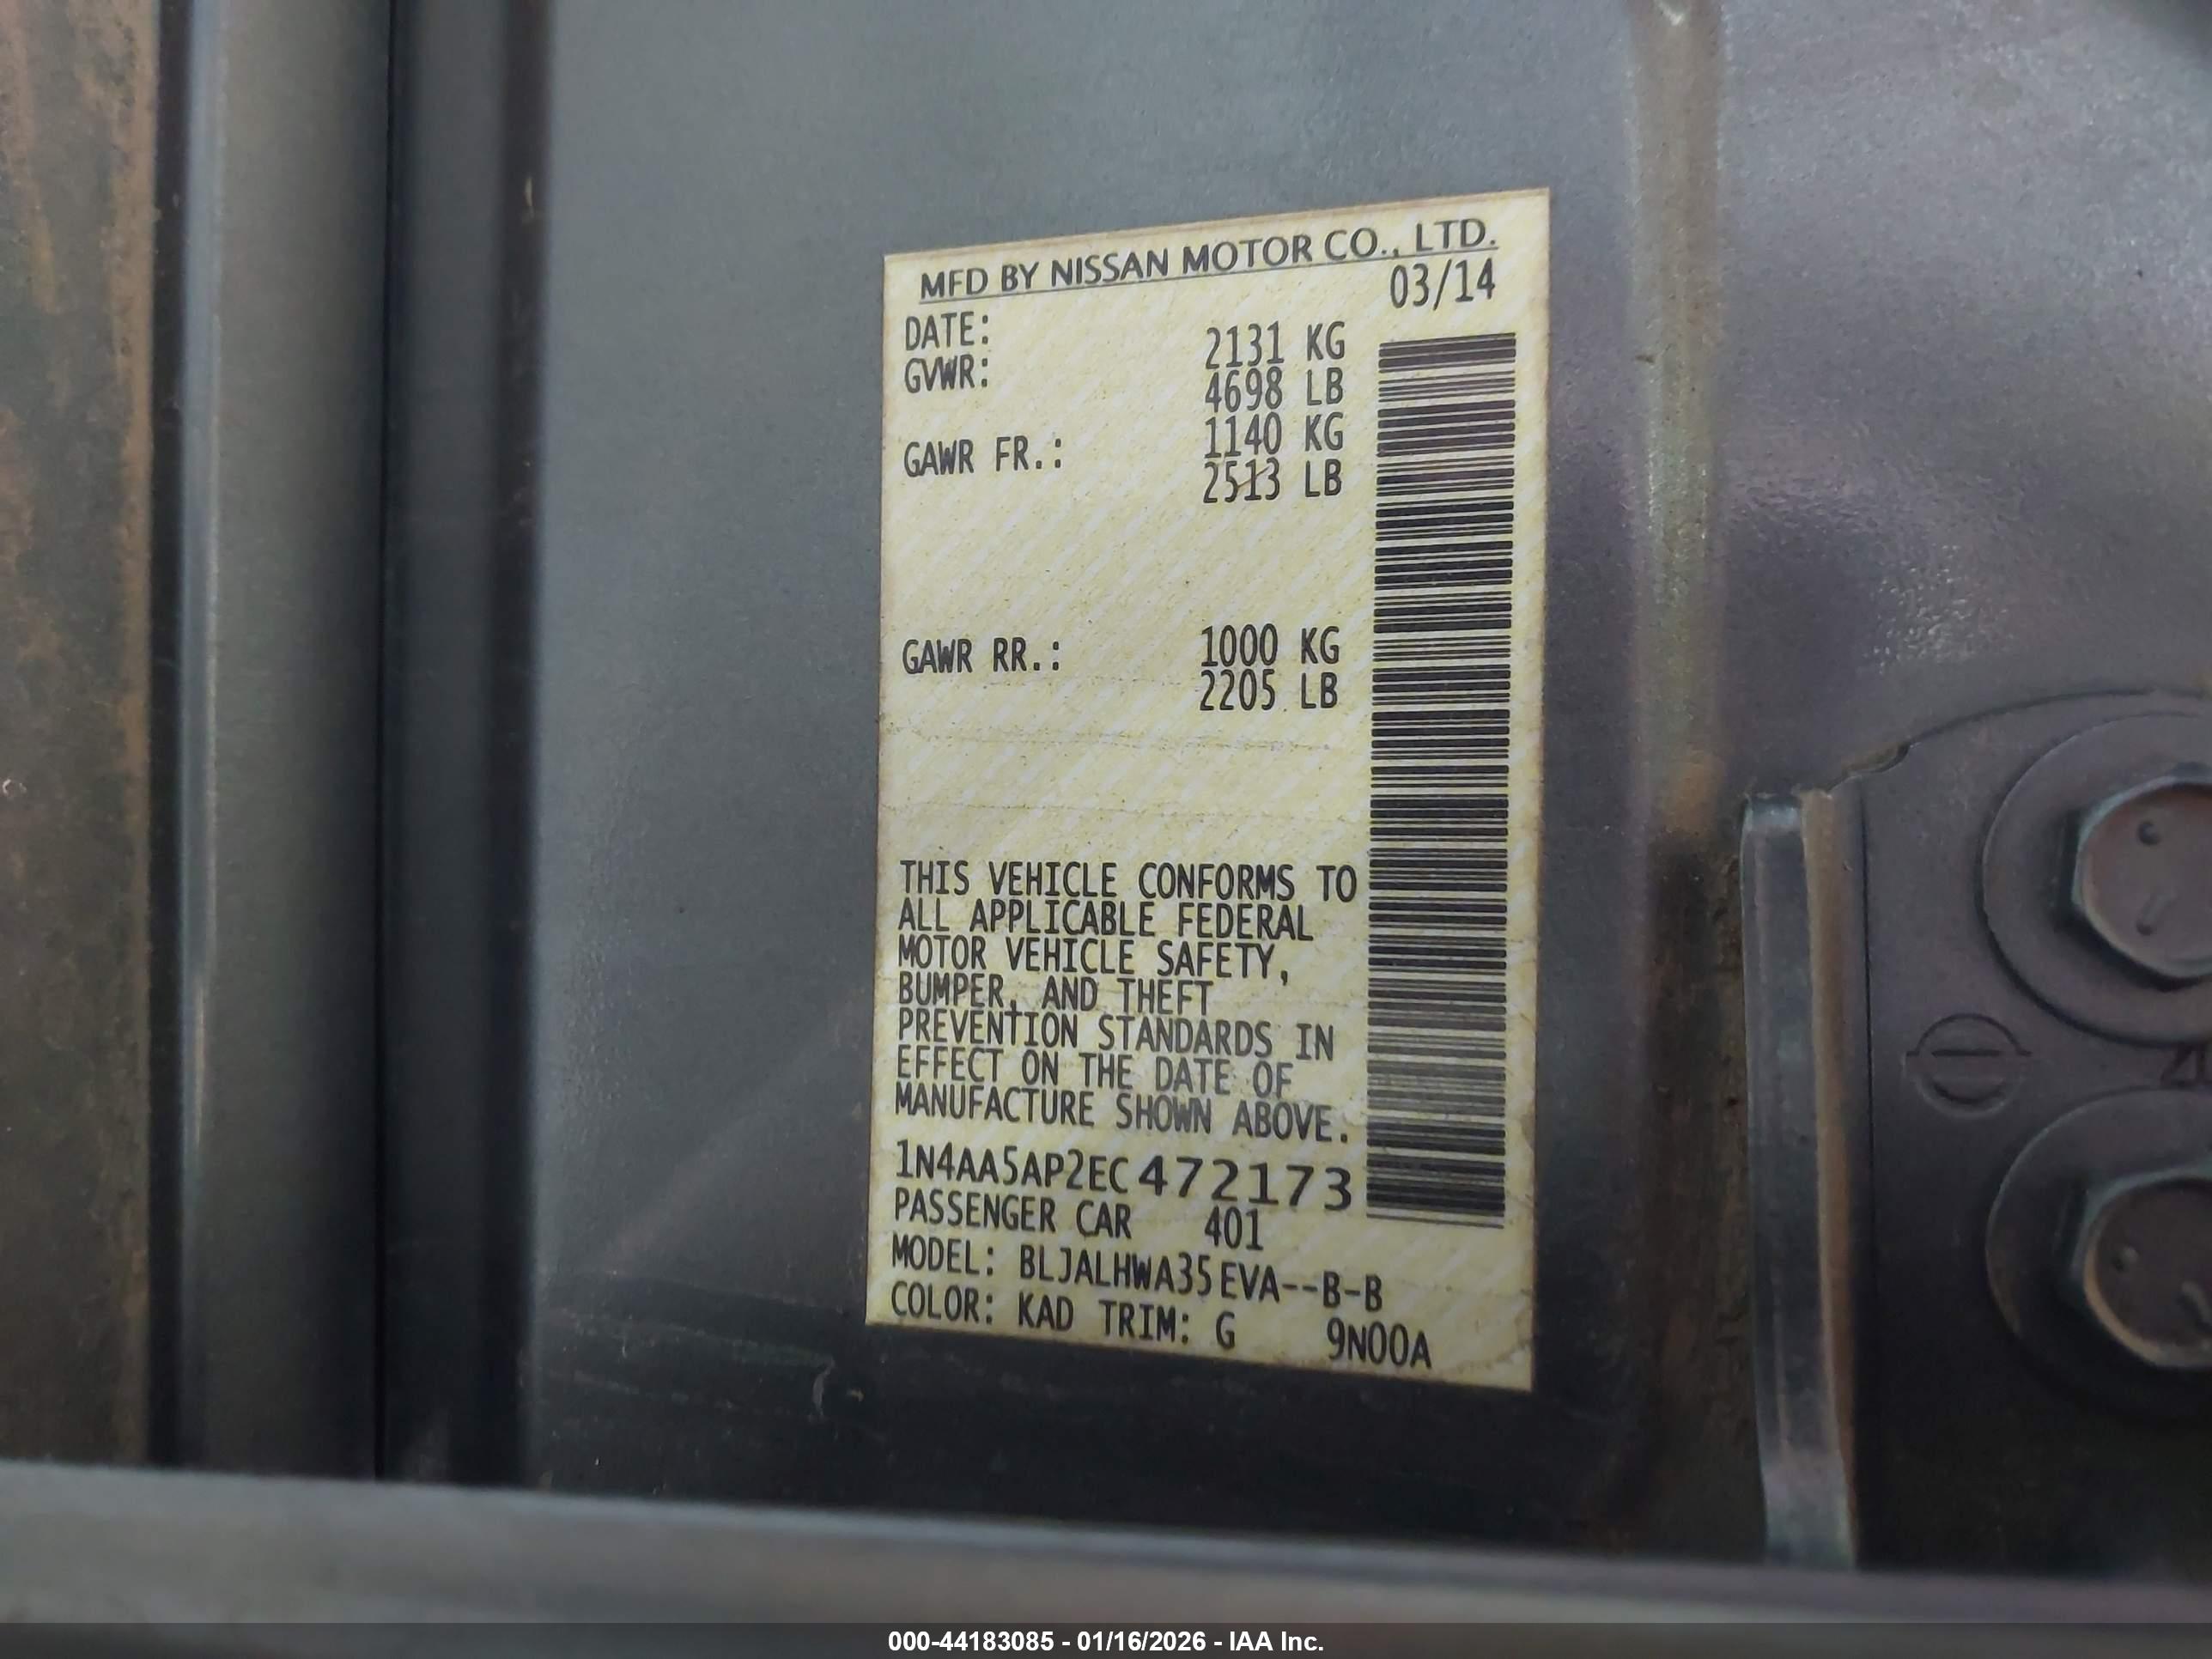 MFD BY NISSAN MOTOR CO., LTD.
DATE: 03/14
GVWR: 2131 KG
4698 LB
GAWR FR.: 1140 KG
2513 LB
GAWR RR.: 1000 KG
2205 LB
THIS VEHICLE CONFORMS TO
ALL APPLICABLE FEDERAL
MOTOR VEHICLE SAFETY,
BUMPER, AND THEFT
PREVENTION STANDARDS IN
EFFECT ON THE DATE OF
MANUFACTURE SHOWN ABOVE.
1N4AA5AP2EC472173
PASSENGER CAR 401
MODEL: BLJALHWA35EVA--B-B
COLOR: KAD TRIM: G 9N00A
000-44183085 - 01/16/2026 - IAA Inc.